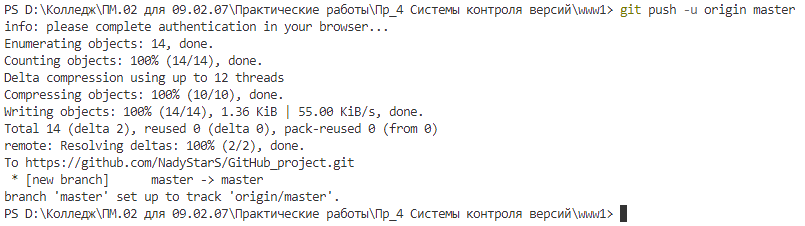 PS D:\Колледж\ПМ.02 для 09.02.07\Практические работы\Пр_4 Системы контроля версий\www1> git push -u origin master
info: please complete authentication in your browser...
Enumerating objects: 14, done.
Counting objects: 100% (14/14), done.
Delta compression using up to 12 threads
Compressing objects: 100% (10/10), done.
Writing objects: 100% (14/14), 1.36 KiB | 55.00 KiB/s, done.
Total 14 (delta 2), reused 0 (delta 0), pack-reused 0 (from 0)
remote: Resolving deltas: 100% (2/2), done.
To https://github.com/NadyStarS/GitHub_project.git
 * [new branch]      master -> master
branch 'master' set up to track 'origin/master'.
PS D:\Колледж\ПМ.02 для 09.02.07\Практические работы\Пр_4 Системы контроля версий\www1>